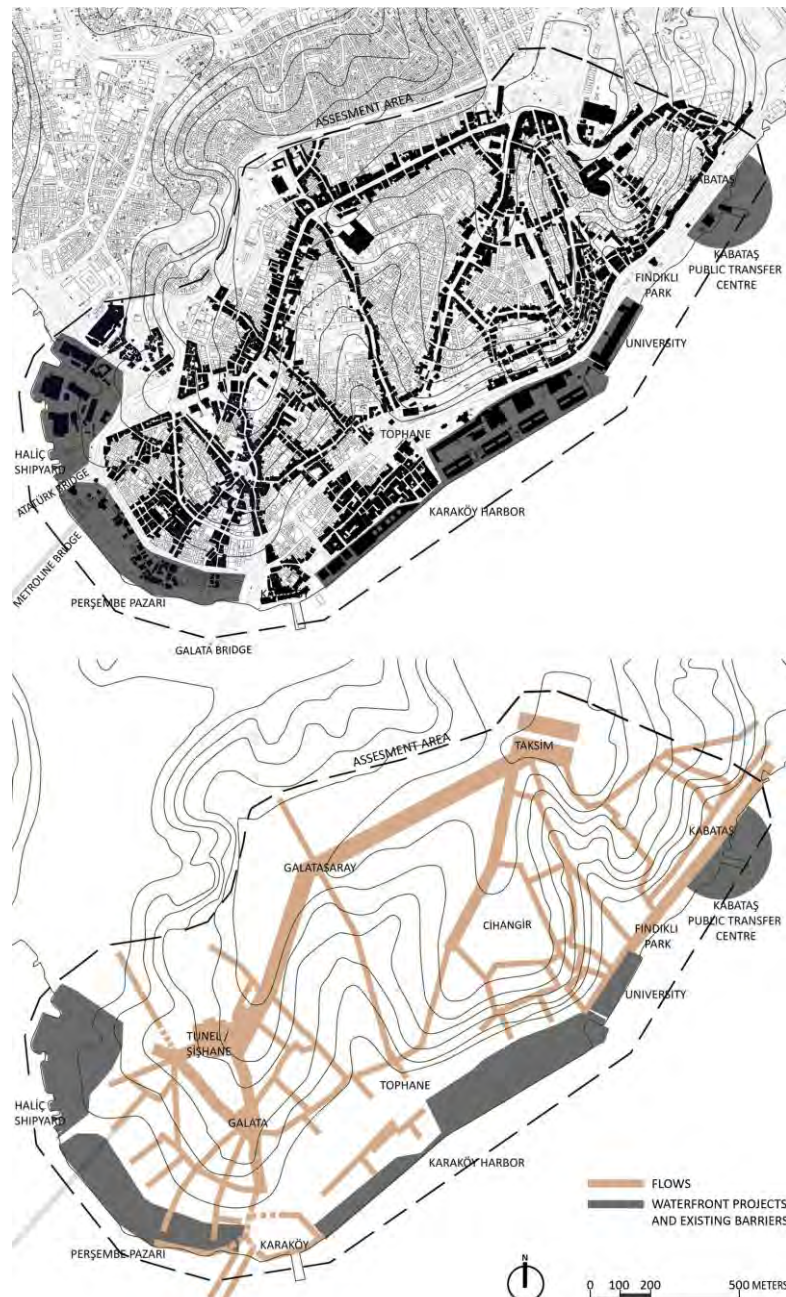 ASSESMENT AREA
KABATAŞ
KABATAŞ
PUBLIC TRANSFER
CENTRE
FINDIKLI
PARK
UNIVERSITY
TOPHANE
HALİÇ
SHIPYARD
ATATÜRK BRIDGE
KARAKÖY HARBOR
METROLINE BRIDGE
PERŞEMBE PAZARI
GALATA BRIDGE
ASSESMENT AREA
TAKSİM
GALATASARAY
KABATAŞ
KABATAŞ
PUBLIC TRANSFER
CENTRE
CİHANGİR
FINDIKLI
PARK
UNIVERSITY
TUNEL /
ŞİŞHANE
TOPHANE
HALİÇ
SHIPYARD
GALATA
KARAKÖY HARBOR
FLOWS
WATERFRONT PROJECTS
AND EXISTING BARRIERS
PERŞEMBE PAZARI
KARAKÖY
N
0 100 200 500 METERS